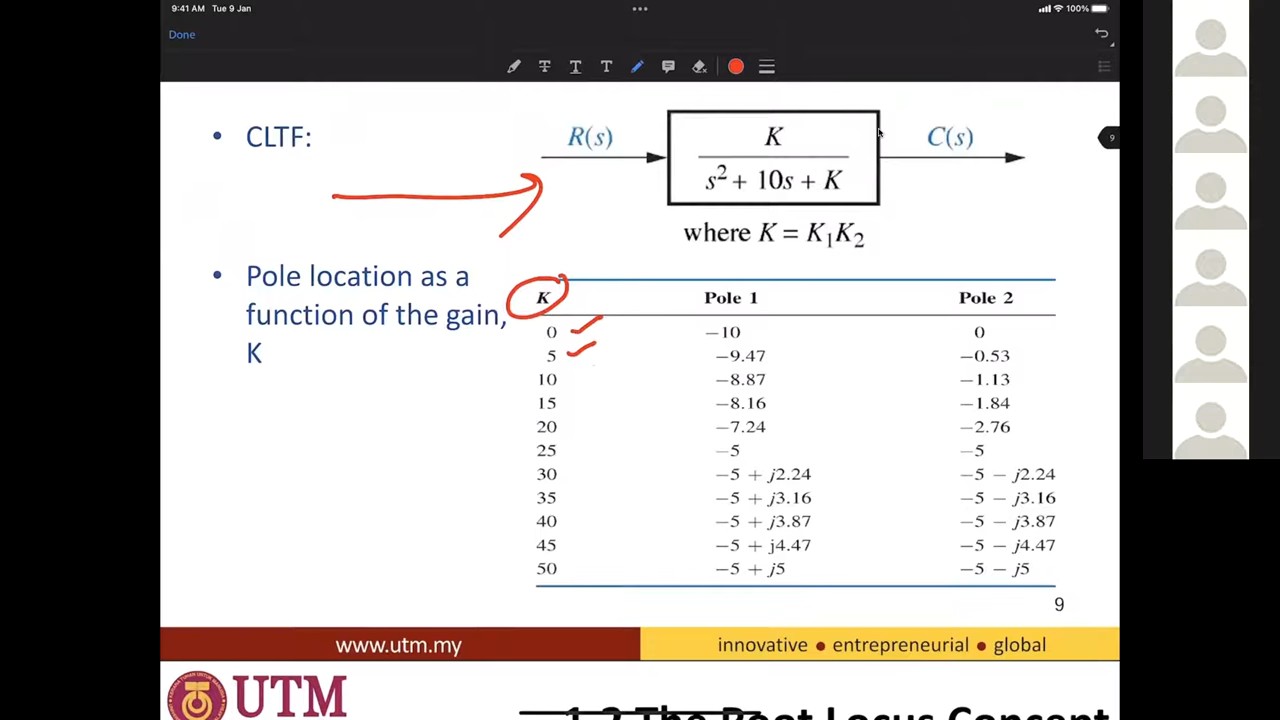 9:41 AM Tue 9 Jan
100%
Done
T T T
9
• CLTF:
R(s)
K
s² + 10s + K
C(s)
where K = K₁K₂
• Pole location as a
function of the gain,
K
K Pole 1 Pole 2
0 −10 0
5 −9.47 −0.53
10 −8.87 −1.13
15 −8.16 −1.84
20 −7.24 −2.76
25 −5 −5
30 −5 + j2.24 −5 − j2.24
35 −5 + j3.16 −5 − j3.16
40 −5 + j3.87 −5 − j3.87
45 −5 + j4.47 −5 − j4.47
50 −5 + j5 −5 − j5
9
www.utm.my
innovative ● entrepreneurial ● global
UTM
1.2 The Root Locus Concept